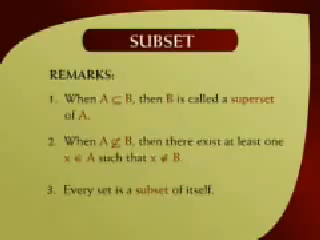 SUBSET
REMARKS:
1. When A ⊆ B, then B is called a superset
of A.
2. When A ⊈ B, then there exist at least one
x ∈ A such that x ∉ B.
3. Every set is a subset of itself.